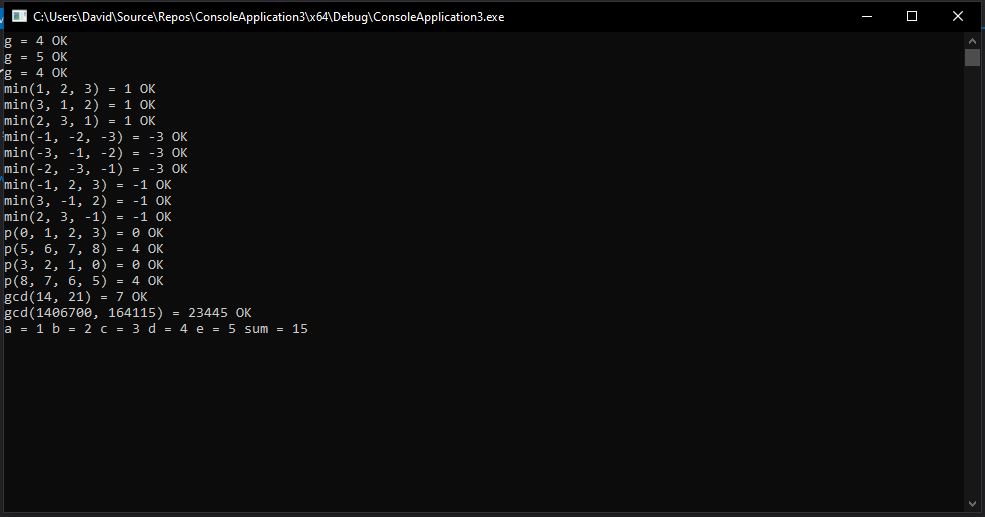 C:\Users\David\Source\Repos\ConsoleApplication3\x64\Debug\ConsoleApplication3.exe
g = 4 OK
g = 5 OK
g = 4 OK
min(1, 2, 3) = 1 OK
min(3, 1, 2) = 1 OK
min(2, 3, 1) = 1 OK
min(-1, -2, -3) = -3 OK
min(-3, -1, -2) = -3 OK
min(-2, -3, -1) = -3 OK
min(-1, 2, 3) = -1 OK
min(3, -1, 2) = -1 OK
min(2, 3, -1) = -1 OK
p(0, 1, 2, 3) = 0 OK
p(5, 6, 7, 8) = 4 OK
p(3, 2, 1, 0) = 0 OK
p(8, 7, 6, 5) = 4 OK
gcd(14, 21) = 7 OK
gcd(1406700, 164115) = 23445 OK
a = 1 b = 2 c = 3 d = 4 e = 5 sum = 15